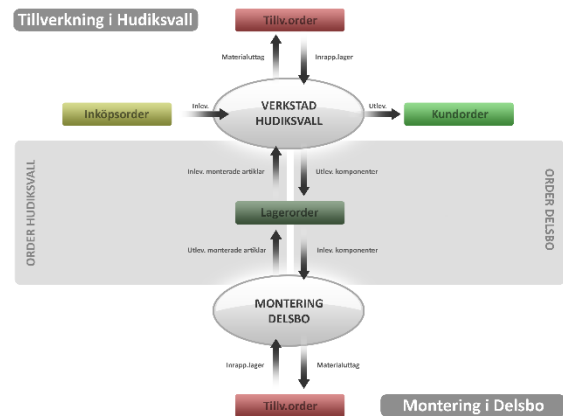 Tillverkning i Hudiksvall
Tillv.order
Materialuttag
Inrapp.lager
Inköpsorder
Inlev.
VERKSTAD
HUDIKSVALL
Utlev.
Kundorder
ORDER HUDIKSVALL
Inlev. monterade artiklar
Utlev. komponenter
ORDER DELSBO
Lagerorder
Utlev. monterade artiklar
Inlev. komponenter
MONTERING
DELSBO
Inrapp.lager
Materialuttag
Tillv.order
Montering i Delsbo